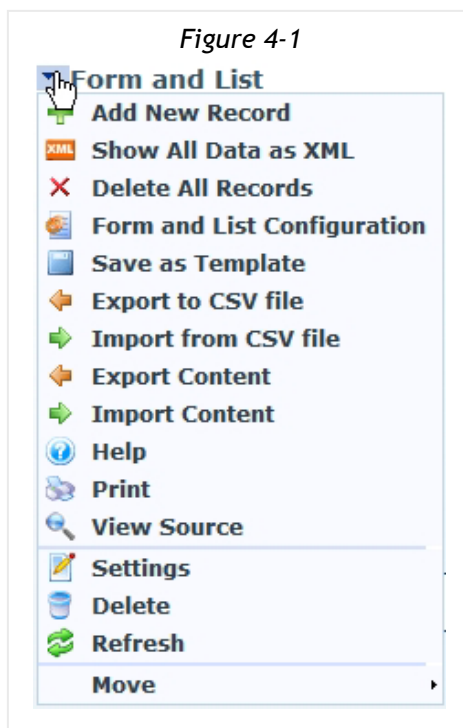 Figure 4-1
Form and List
Add New Record
XML Show All Data as XML
Delete All Records
Form and List Configuration
Save as Template
Export to CSV file
Import from CSV file
Export Content
Import Content
Help
Print
View Source
Settings
Delete
Refresh
Move